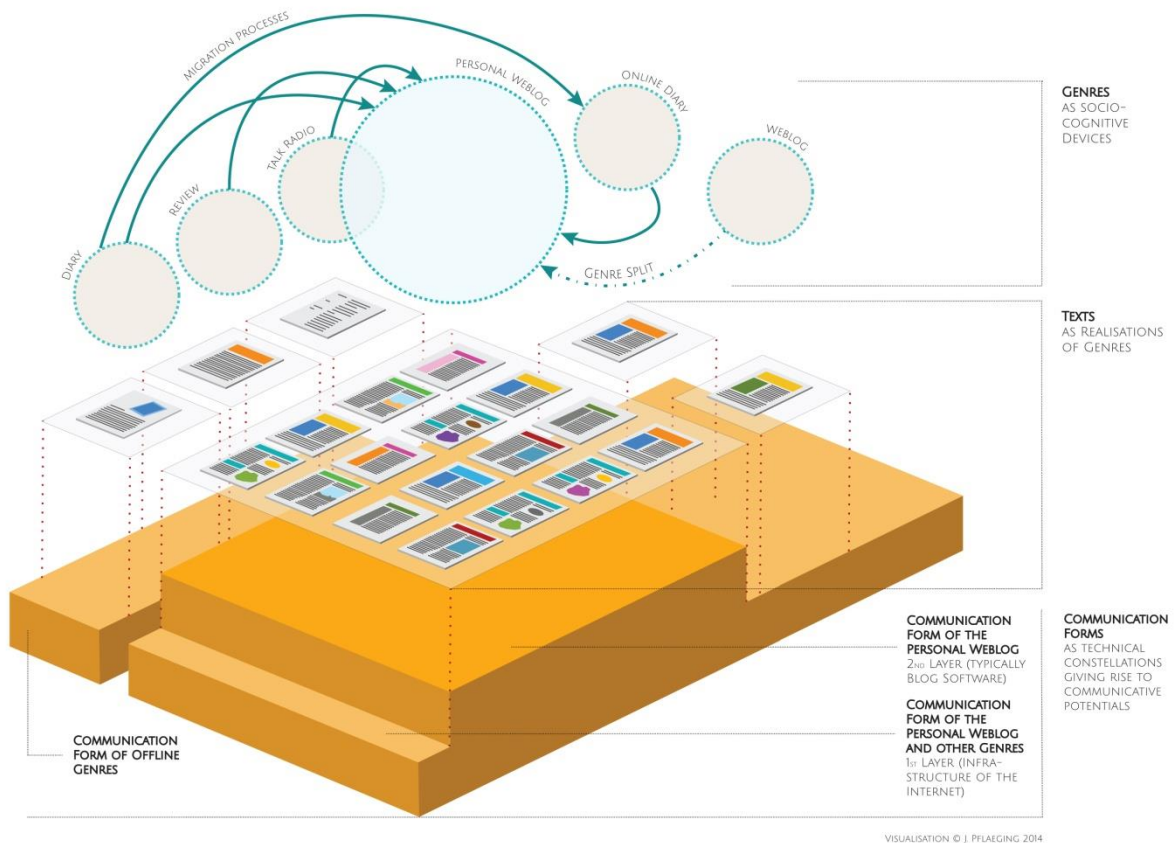 Migration Processes
Personal Weblog
Online Diary
Talk Radio
Weblog
Review
Diary
Genre Split
Genres
as Socio-
cognitive
Devices
Texts
as Realisations
of Genres
Communication
Form of the
Personal Weblog
2nd Layer (typically
Blog Software)
Communication
Form of the
Personal Weblog
and other Genres
1st Layer (Infra-
structure of the
Internet)
Communication
Forms
as technical
constellations
giving rise to
communicative
potentials
Communication
Form of Offline
Genres
Visualisation © J. Pflaeging 2014